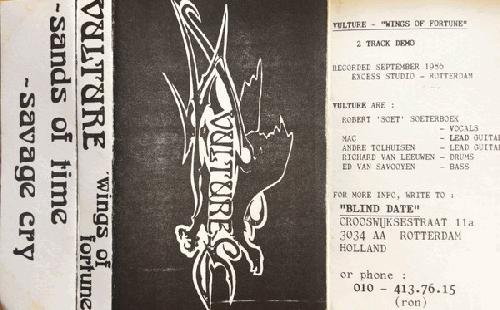 -sands of time
-savage cry
VULTURE
'wings of
fortune
VULTURE
VULTURE - "WINGS OF FORTUNE"
2 TRACK DEMO
RECORDED SEPTEMBER 1986
EXCESS STUDIO - ROTTERDAM
VULTURE ARE :
ROBERT 'SOET' SOETERBOEK
- VOCALS
MAC - LEAD GUITAR
ANDRE TOLHUISEN - LEAD GUITAR
RICHARD VAN LEEUWEN - DRUMS
ED VAN SAVOOYEN - BASS
FOR MORE INFO, WRITE TO :
"BLIND DATE"
CROOSWIJKSESTRAAT 11a
3034 AA ROTTERDAM
HOLLAND
or phone :
010 - 413.76.15
(ron)